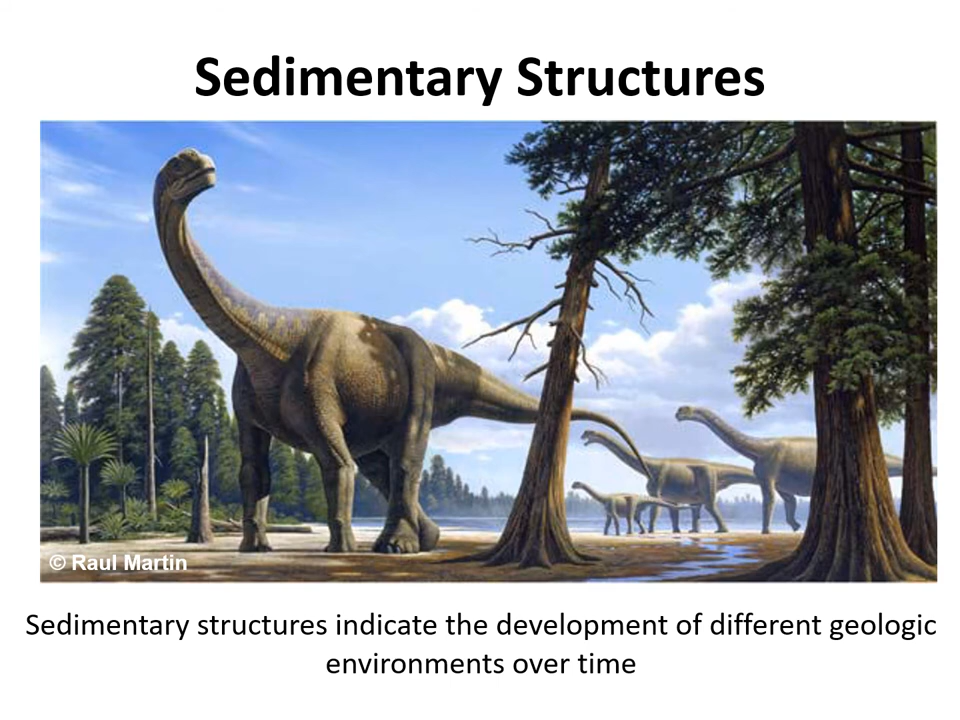 Sedimentary Structures
© Raul Martin
Sedimentary structures indicate the development of different geologic
environments over time